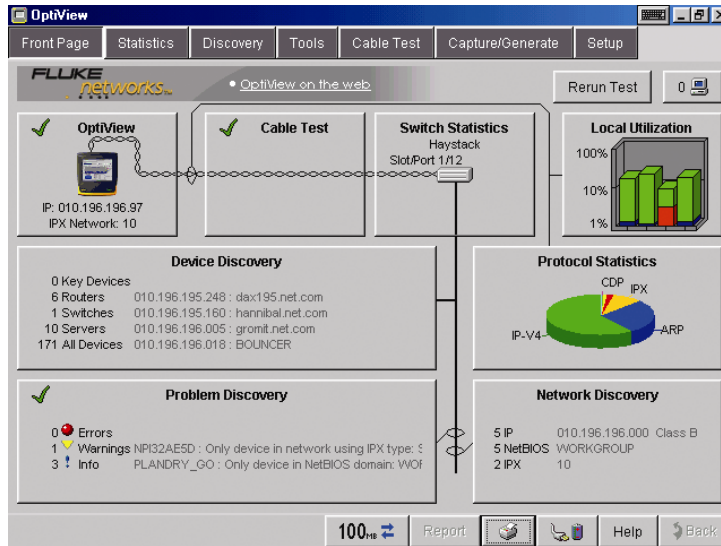 OptiView
Front Page Statistics Discovery Tools Cable Test Capture/Generate Setup
FLUKE networks
• OptiView on the web
Rerun Test
0
OptiView
IP: 010.196.196.97
IPX Network: 10
Cable Test
Switch Statistics
Haystack
Slot/Port 1/12
Local Utilization
100%
10%
1%
Device Discovery
0 Key Devices
6 Routers 010.196.195.248 : dax195.net.com
1 Switches 010.196.195.160 : hannibal.net.com
10 Servers 010.196.196.005 : gromit.net.com
171 All Devices 010.196.196.018 : BOUNCER
Protocol Statistics
CDP
IPX
ARP
IP-V4
Problem Discovery
0 Errors
1 Warnings NPI32AE5D : Only device in network using IPX type: S
3 Info PLANDRY_GO : Only device in NetBIOS domain: WOR
Network Discovery
5 IP 010.196.196.000 Class B
5 NetBIOS WORKGROUP
2 IPX 10
100MB
Report
Help
Back